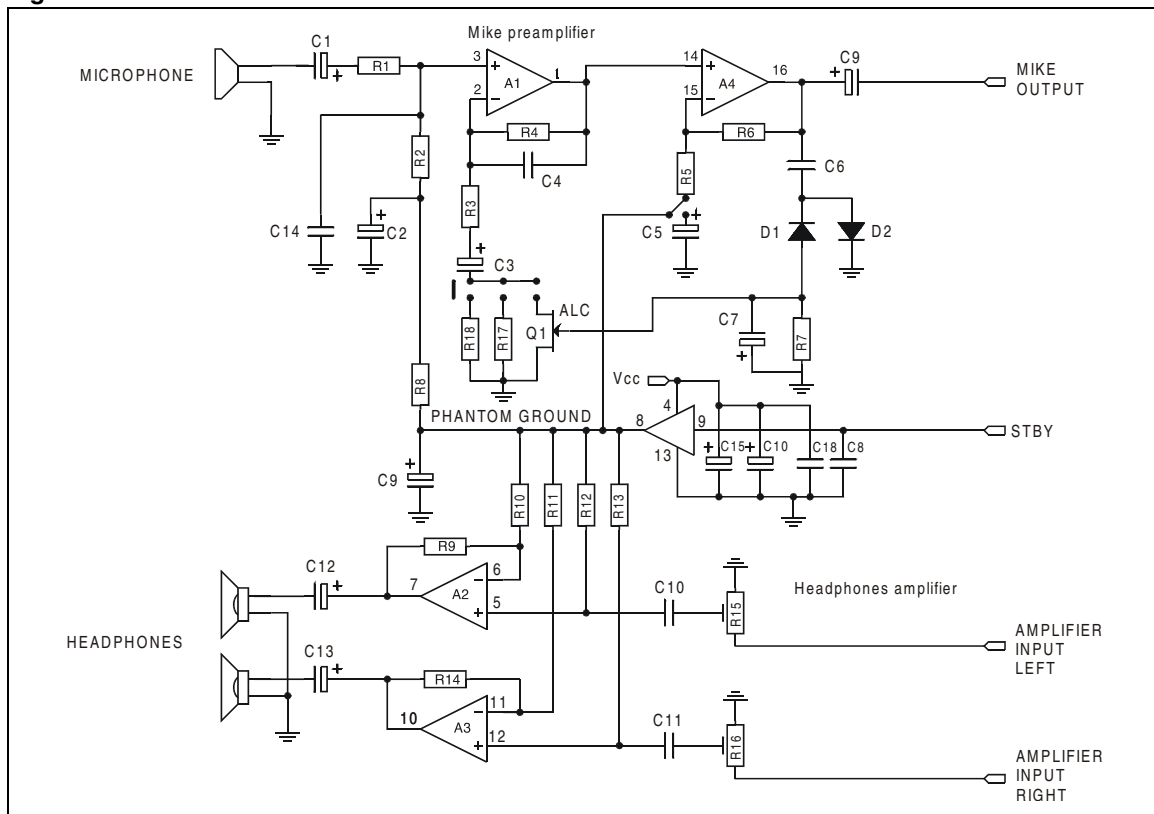 Mike preamplifier
C1
R1
MICROPHONE
3
+
A1
1
2
-
R4
C4
14
+
A4
16
15
-
R6
+
C9
MIKE
OUTPUT
+
R2
C14
+
C2
R3
+
C3
R5
C5
+
C6
D1
D2
R18
R17
ALC
Q1
C7
+
R7
R8
Vcc
PHANTOM GROUND
8
4
9
13
STBY
+
C15
+
C10
C18
C8
+
C9
R10
R11
R12
R13
R9
C12
+
7
A2
6
-
5
+
C10
R15
Headphones amplifier
HEADPHONES
AMPLIFIER
INPUT
LEFT
C13
+
R14
10
A3
11
-
12
+
C11
R16
AMPLIFIER
INPUT
RIGHT